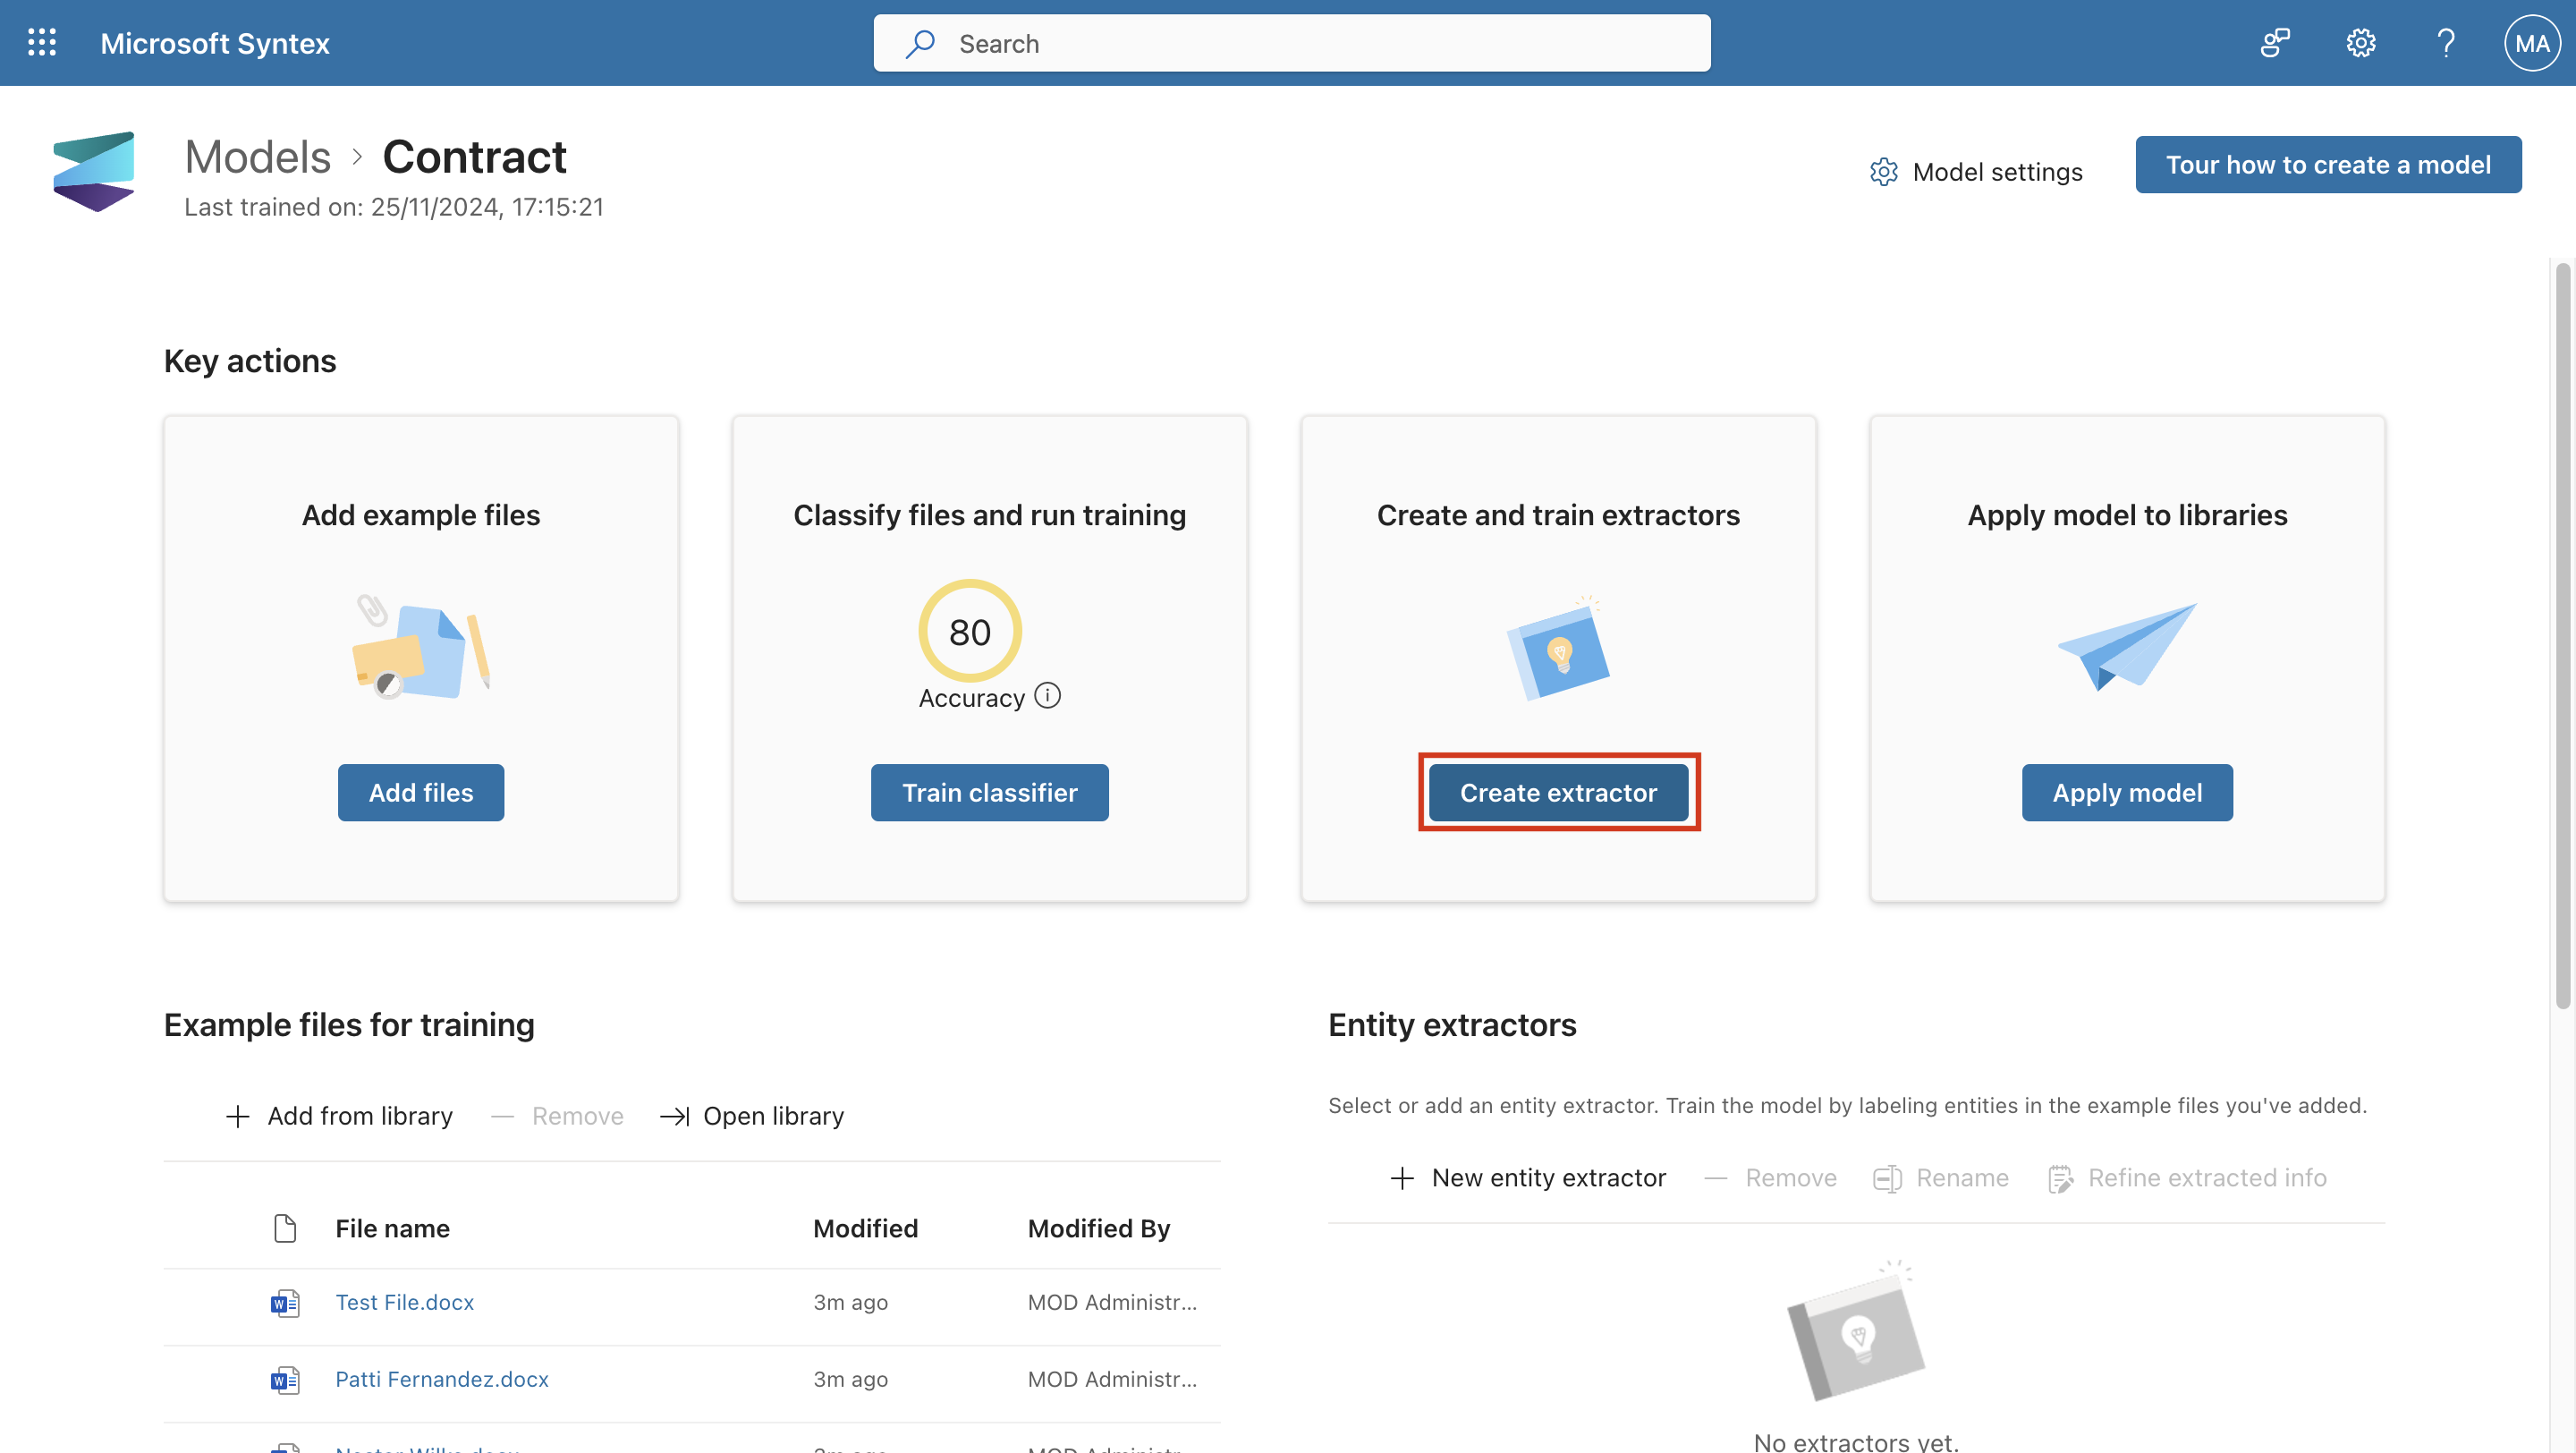 Microsoft Syntex
Search
MA
Models > Contract
Last trained on: 25/11/2024, 17:15:21
Model settings
Tour how to create a model
Key actions
Add example files
Add files
Classify files and run training
80
Accuracy
Train classifier
Create and train extractors
Create extractor
Apply model to libraries
Apply model
Example files for training
Add from library
Remove
Open library
File name Modified Modified By
Test File.docx 3m ago MOD Administr...
Patti Fernandez.docx 3m ago MOD Administr...
Entity extractors
Select or add an entity extractor. Train the model by labeling entities in the example files you've added.
New entity extractor
Remove
Rename
Refine extracted info
No extractors yet.